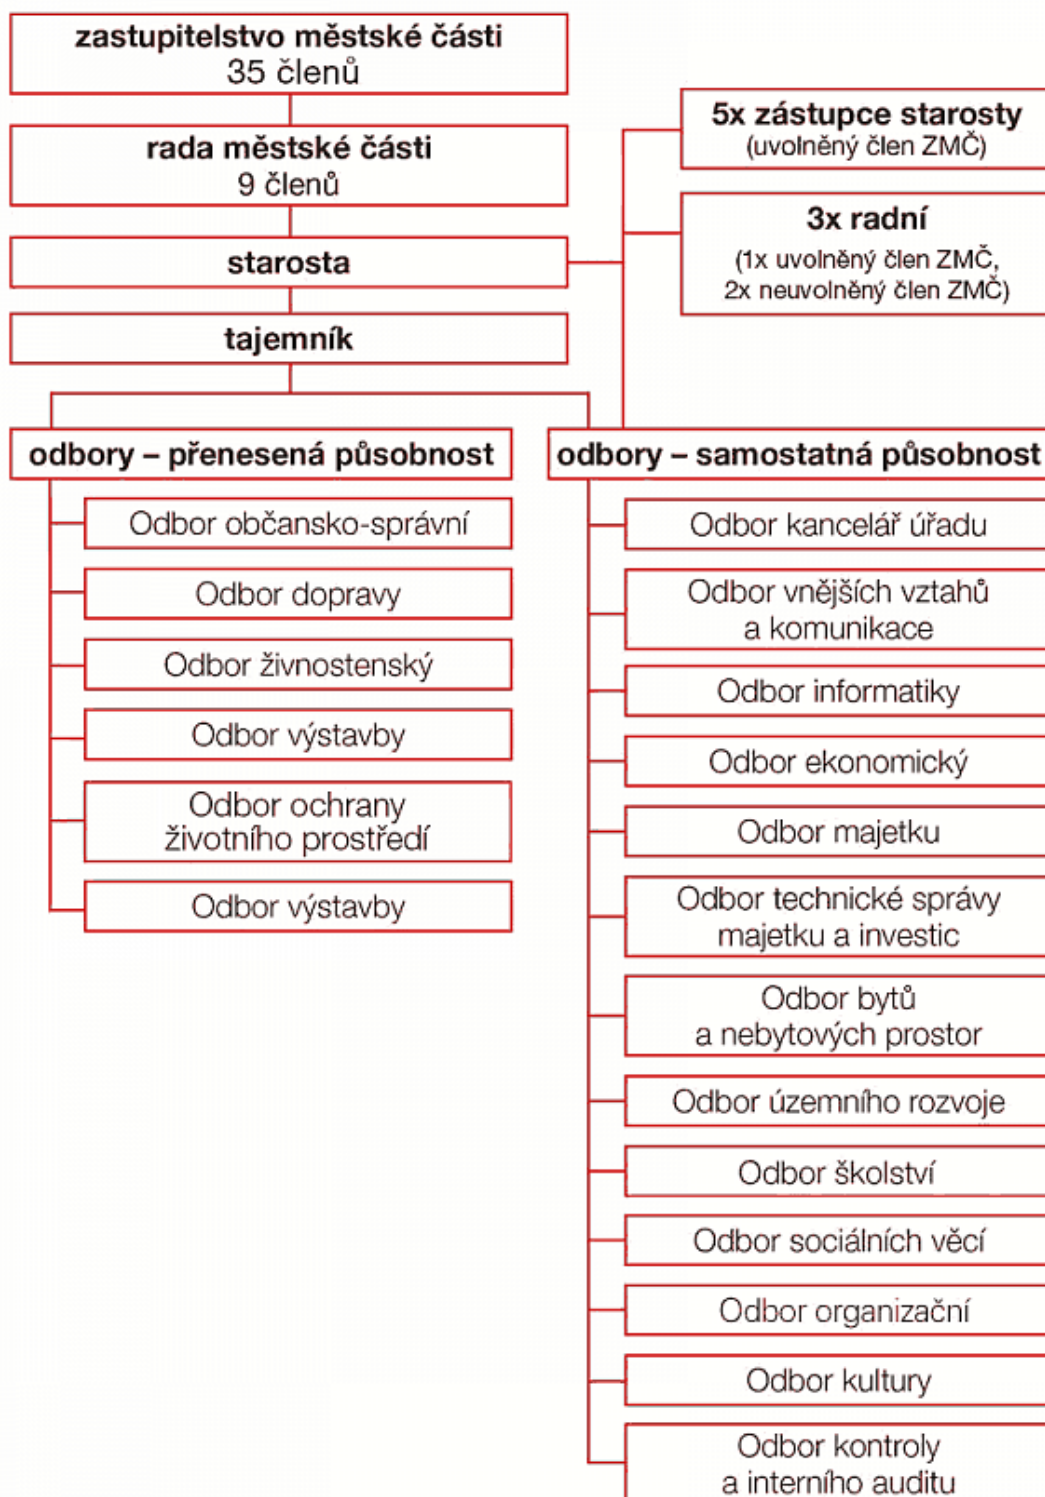 zastupitelstvo městské části
35 členů
rada městské části
9 členů
starosta
tajemník
5x zástupce starosty
(uvolněný člen ZMČ)
3x radní
(1x uvolněný člen ZMČ,
2x neuvolněný člen ZMČ)
odbory – přenesená působnost
Odbor občansko-správní
Odbor dopravy
Odbor živnostenský
Odbor výstavby
Odbor ochrany
životního prostředí
Odbor výstavby
odbory – samostatná působnost
Odbor kancelář úřadu
Odbor vnějších vztahů
a komunikace
Odbor informatiky
Odbor ekonomický
Odbor majetku
Odbor technické správy
majetku a investic
Odbor bytů
a nebytových prostor
Odbor územního rozvoje
Odbor školství
Odbor sociálních věcí
Odbor organizační
Odbor kultury
Odbor kontroly
a interního auditu